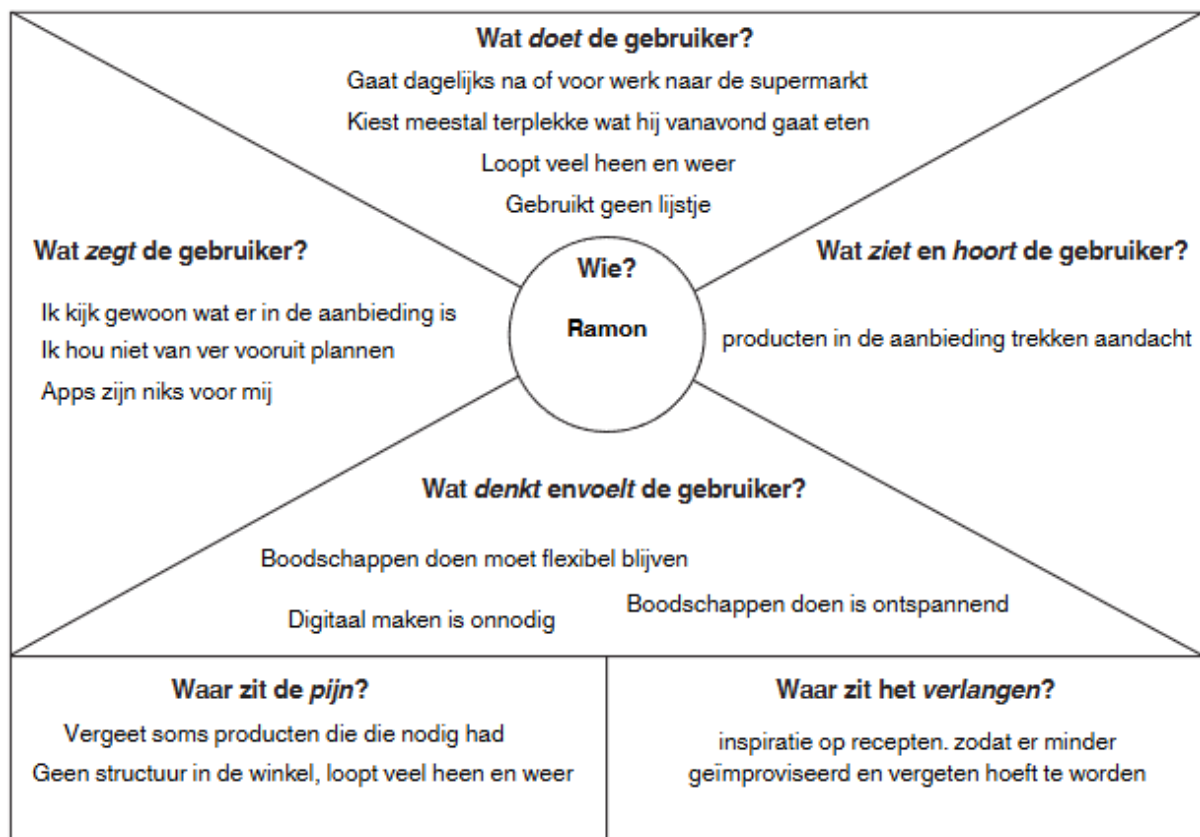 Wat doet de gebruiker?
Gaat dagelijks na of voor werk naar de supermarkt
Kiest meestal terplekke wat hij vanavond gaat eten
Loopt veel heen en weer
Gebruikt geen lijstje
Wat zegt de gebruiker?
Ik kijk gewoon wat er in de aanbieding is
Ik hou niet van ver vooruit plannen
Apps zijn niks voor mij
Wie?
Ramon
Wat ziet en hoort de gebruiker?
producten in de aanbieding trekken aandacht
Wat denkt envoelt de gebruiker?
Boodschappen doen moet flexibel blijven
Boodschappen doen is ontspannend
Digitaal maken is onnodig
Waar zit de pijn?
Vergeet soms producten die die nodig had
Geen structuur in de winkel, loopt veel heen en weer
Waar zit het verlangen?
inspiratie op recepten. zodat er minder
geïmproviseerd en vergeten hoeft te worden